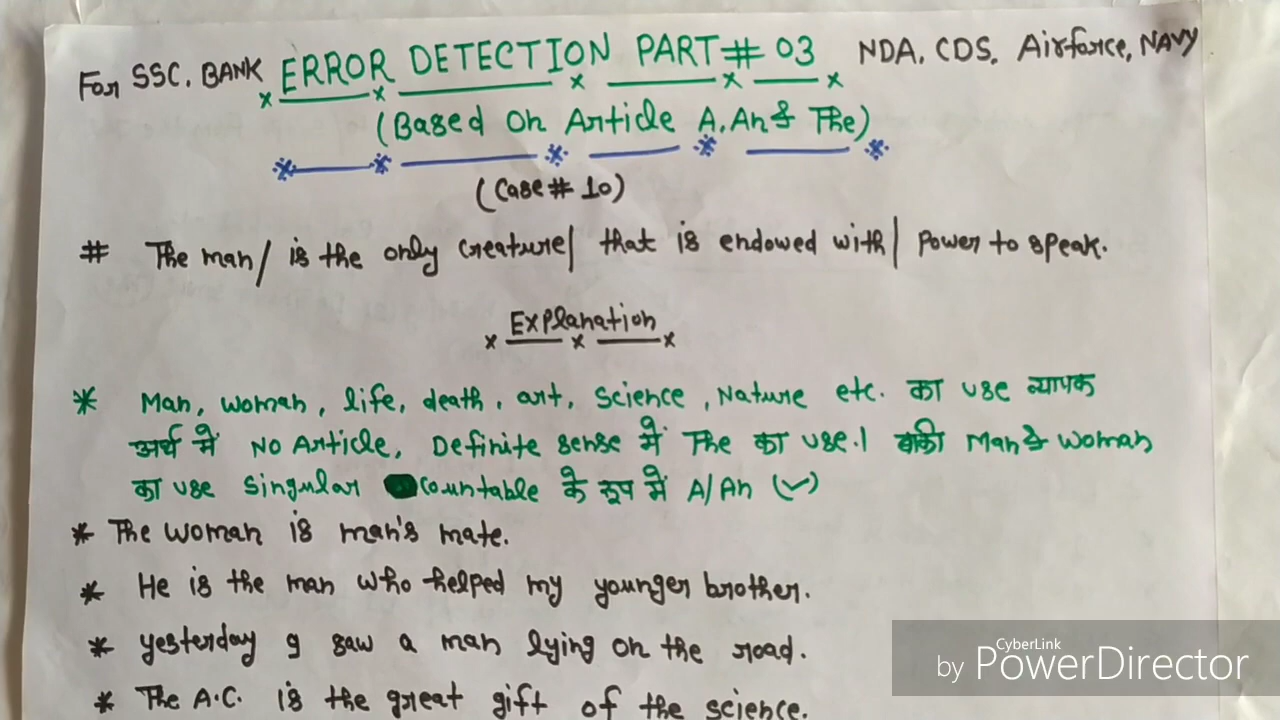 For SSC, BANK ERROR DETECTION PART# 03 NDA, CDS, Airforce, NAVY
(Based On Article A, An & The)
(Case# 10)
# The man/ is the only creature/ that is endowed with/ Power to speak.
Explanation
* Man, woman, life, death, art, Science, Nature etc. का use व्यापक
अर्थ में No Article, Definite sense में The का use। बाकी Man & Woman
का use Singular Countable के रूप में A/An (✓)
* The woman is man's mate.
* He is the man who helped my younger brother.
* yesterday I saw a man lying on the road.
* The A.C. is the great gift of the science.
CyberLink
by PowerDirector